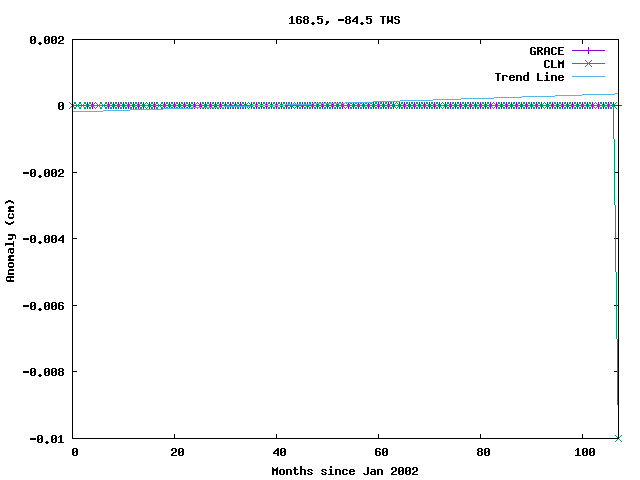 168.5, -84.5 TWS
0.002
GRACE
CLM
Trend Line
0
-0.002
-0.004
-0.006
-0.008
-0.01
Anomaly (cm)
0 20 40 60 80 100
Months since Jan 2002